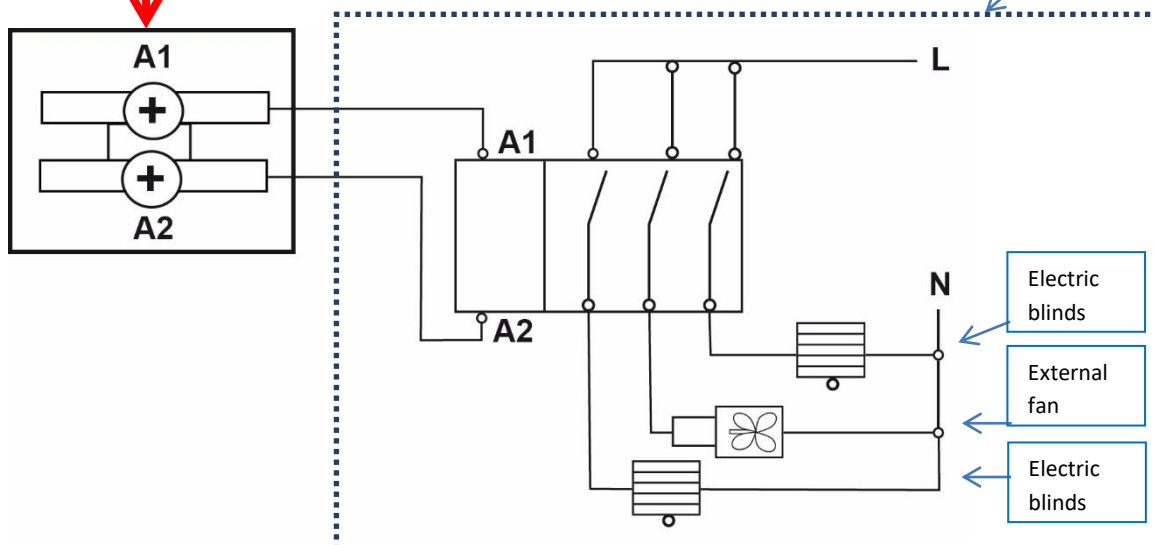 A1
A2
A1
A2
L
N
Electric
blinds
External
fan
Electric
blinds